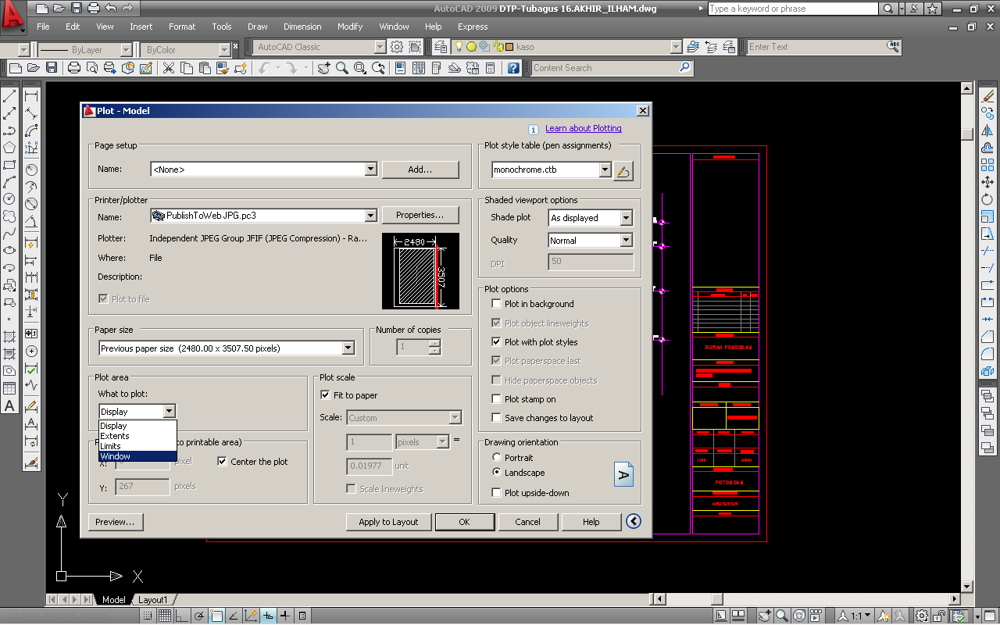 AutoCAD 2009 DTP-Tubagus 16.AKHIR_ILHAM.dwg
Type a keyword or phrase
File Edit View Insert Format Tools Draw Dimension Modify Window Help Express
ByLayer ByColor AutoCAD Classic kaso Enter Text
ABC
Content Search
Plot - Model
Learn about Plotting
Page setup
Name: <None> Add...
Plot style table (pen assignments)
monochrome.ctb
Printer/plotter
Name: PublishToWeb JPG.pc3 Properties...
Plotter: Independent JPEG Group JFIF (JPEG Compression) - Ra...
Where: File
Description:
Plot to file
2480
3507
Shaded viewport options
Shade plot As displayed
Quality Normal
DPI 50
Paper size
Previous paper size (2480.00 x 3507.50 pixels)
Number of copies
1
Plot options
Plot in background
Plot object lineweights
Plot with plot styles
Plot paperspace last
Hide paperspace objects
Plot stamp on
Save changes to layout
Plot area
What to plot:
Display
Display
Extents
Limits
Window
to printable area)
X: pixel
Center the plot
Y: 267 pixels
Plot scale
Fit to paper
Scale: Custom
1 pixels =
0.01977 unit
Scale lineweights
Drawing orientation
Portrait
Landscape
Plot upside-down
A
Preview... Apply to Layout OK Cancel Help
RUMAH PONDOKAN
POTONGAN
ARSITEKTUR
Y
X
A
Model Layout1
1:1